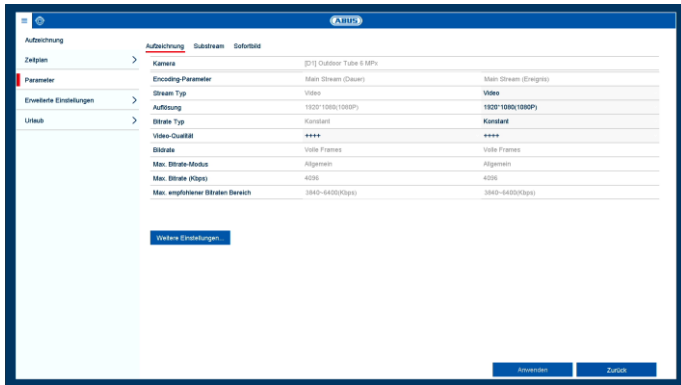 ABUS
Aufzeichnung
Aufzeichnung Substream Sofortbild
Zeitplan
Kamera [D1] Outdoor Tube 6 MPx
Parameter
Encoding-Parameter Main Stream (Dauer) Main Stream (Ereignis)
Stream Typ Video Video
Erweiterte Einstellungen
Auflösung 1920*1080(1080P) 1920*1080(1080P)
Urlaub
Bitrate Typ Konstant Konstant
Video-Qualität ++++ ++++
Bildrate Volle Frames Volle Frames
Max. Bitrate-Modus Allgemein Allgemein
Max. Bitrate (Kbps) 4096 4096
Max. empfohlener Bitraten Bereich 3840~6400(Kbps) 3840~6400(Kbps)
Weitere Einstellungen...
Anwenden Zurück